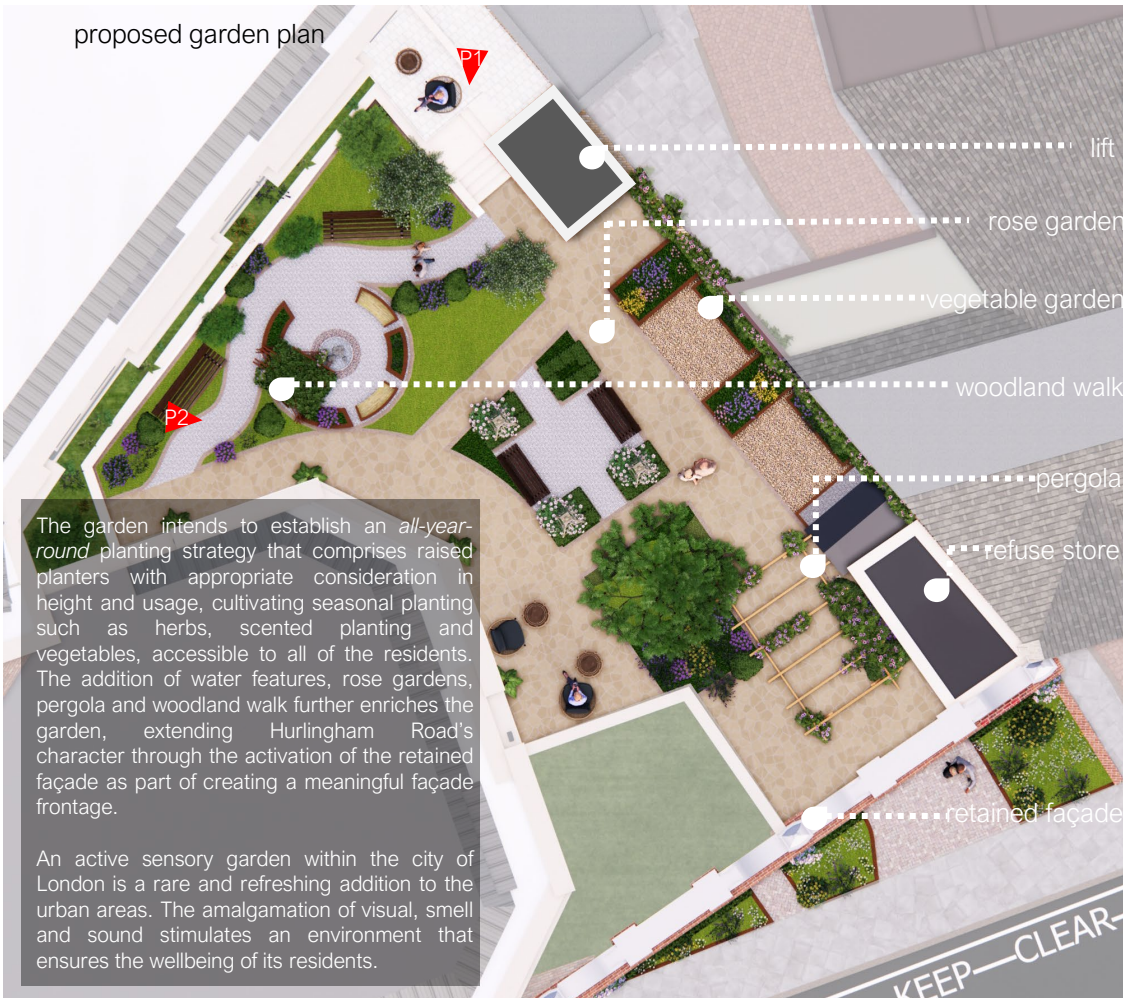 proposed garden plan
P1
lift
rose garden
vegetable garden
woodland walk
P2
pergola
refuse store
The garden intends to establish an all-year-
round planting strategy that comprises raised
planters with appropriate consideration in
height and usage, cultivating seasonal planting
such as herbs, scented planting and
vegetables, accessible to all of the residents.
The addition of water features, rose gardens,
pergola and woodland walk further enriches the
garden, extending Hurlingham Road's
character through the activation of the retained
façade as part of creating a meaningful façade
frontage.
An active sensory garden within the city of
London is a rare and refreshing addition to the
urban areas. The amalgamation of visual, smell
and sound stimulates an environment that
ensures the wellbeing of its residents.
retained façade
KEEP CLEAR